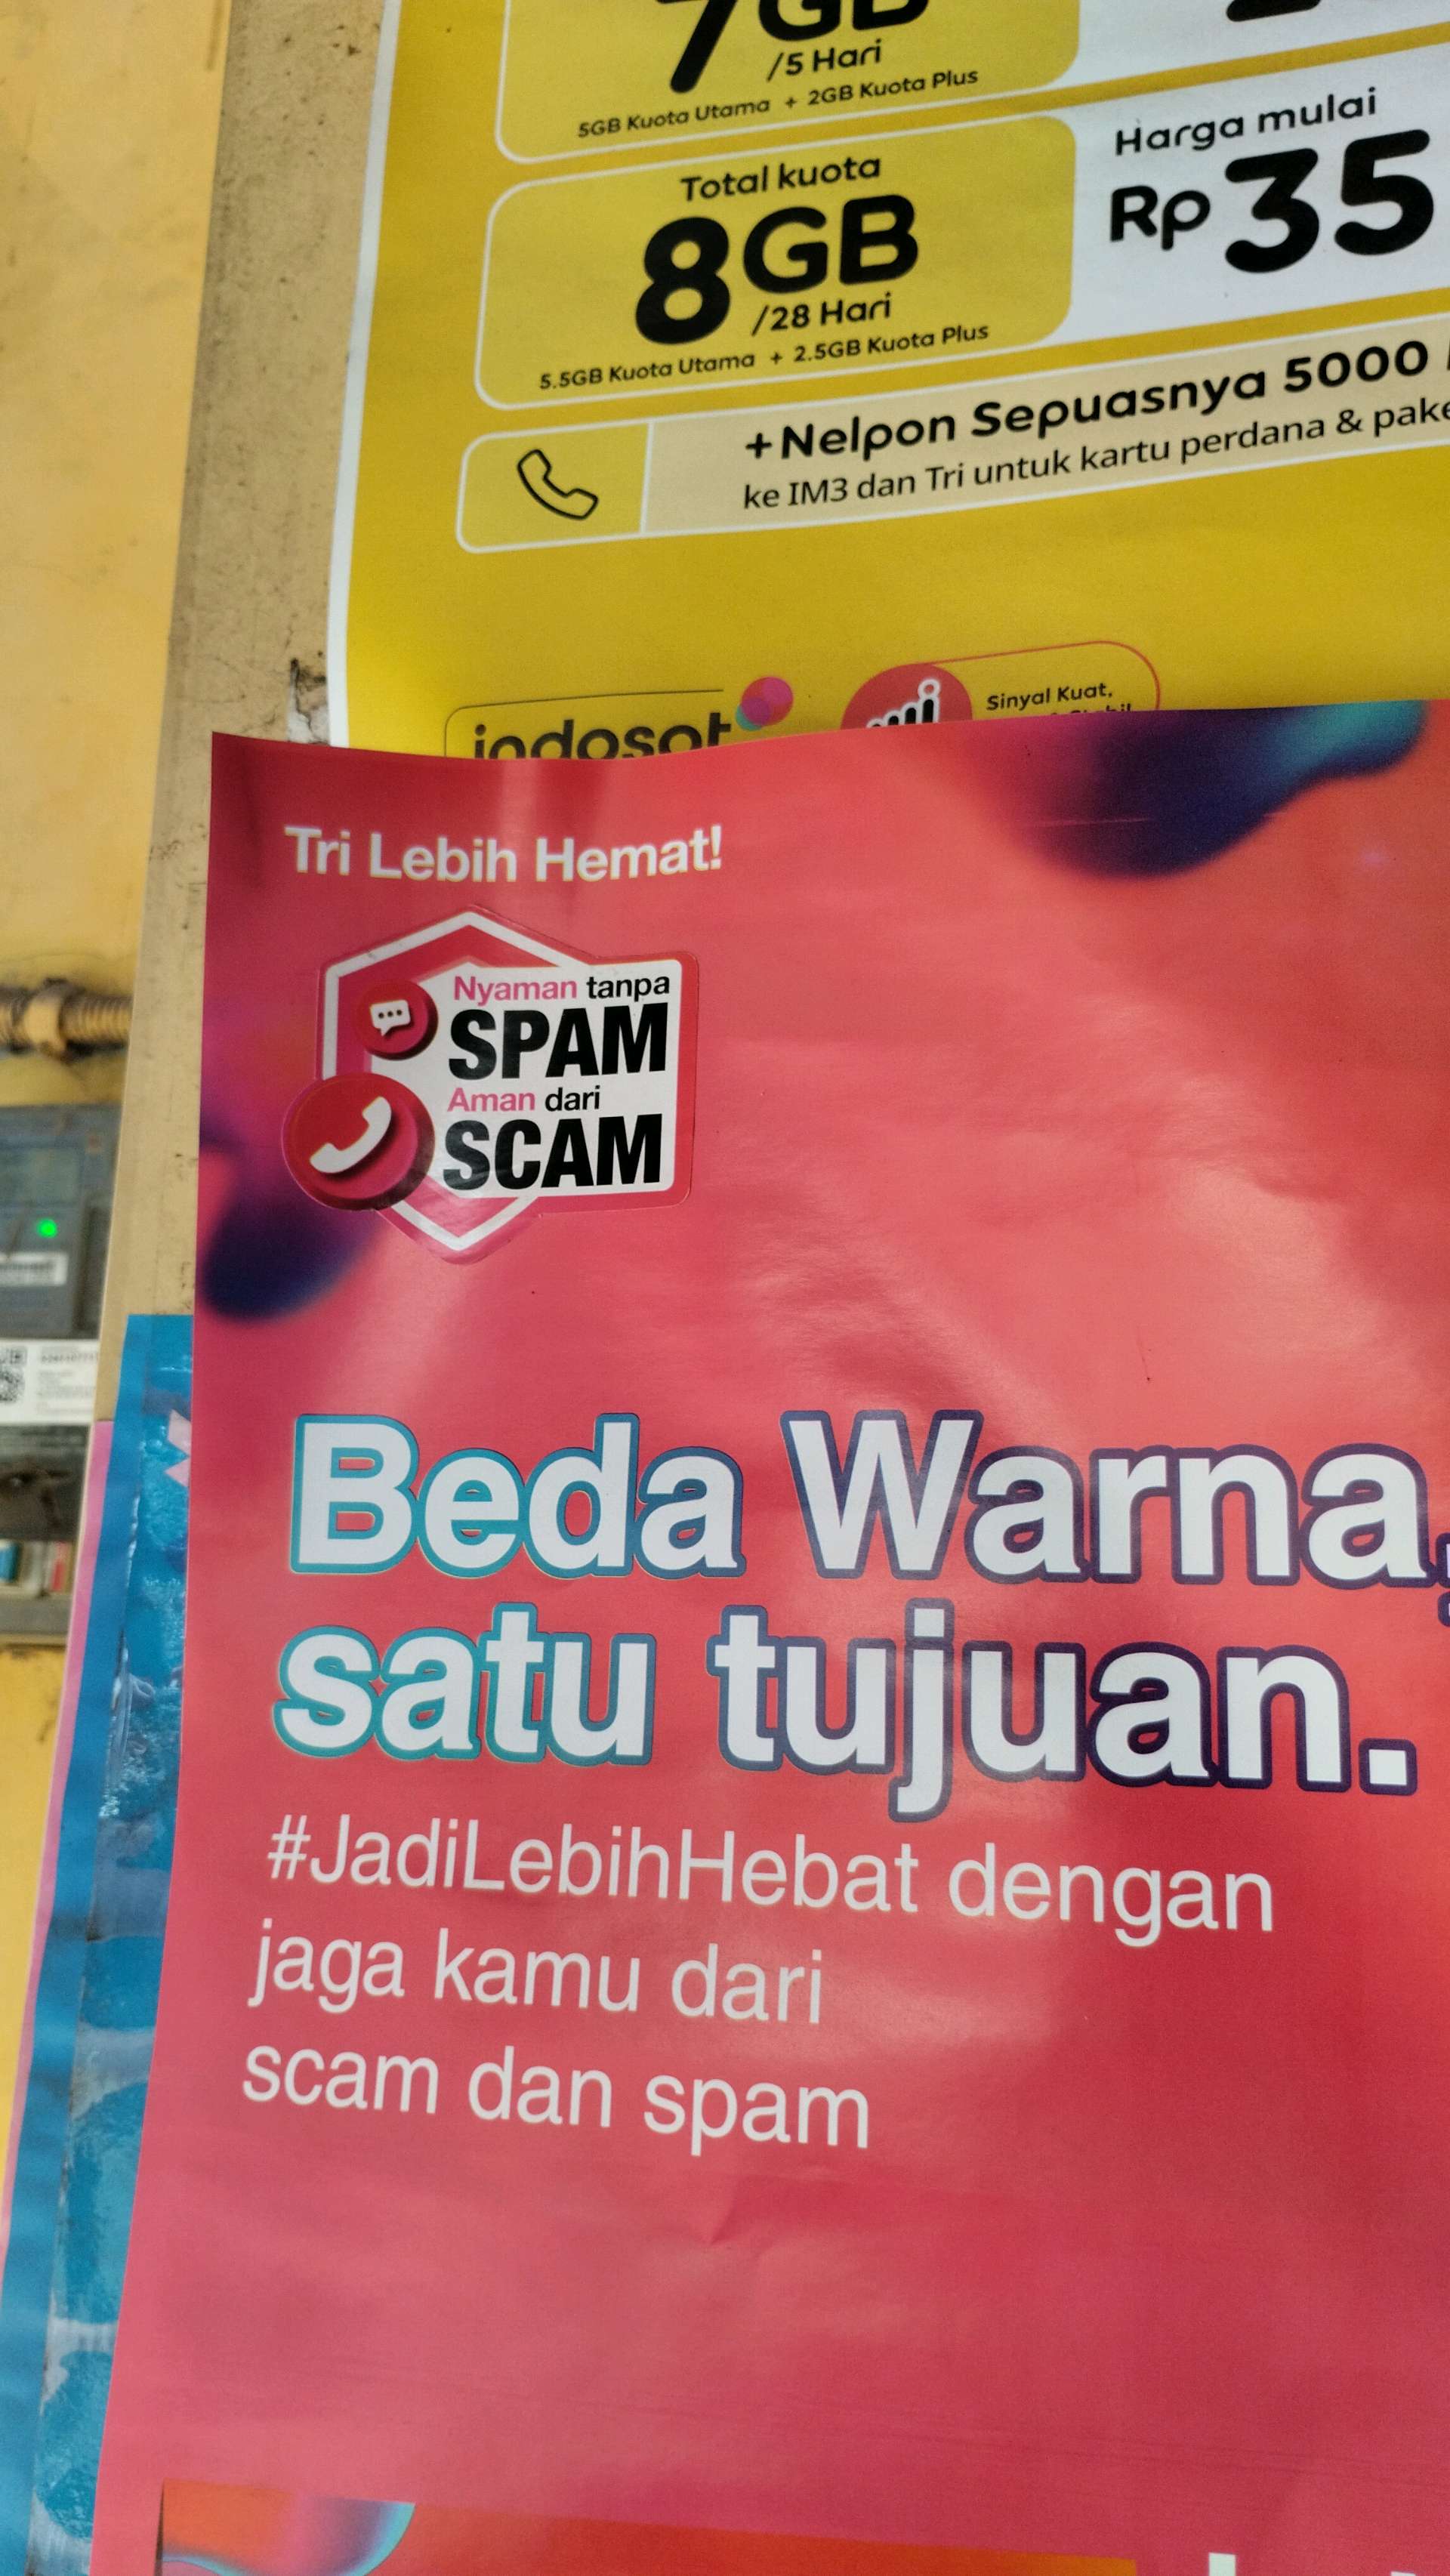 7GB
/5 Hari
5GB Kuota Utama + 2GB Kuota Plus
Total kuota
8GB
/28 Hari
5.5GB Kuota Utama + 2.5GB Kuota Plus
Harga mulai
Rp 35
+Nelpon Sepuasnya 5000
ke IM3 dan Tri untuk kartu perdana &
indosat
Sinyal Kuat,
Tri Lebih Hemat!
Nyaman tanpa
SPAM
Aman dari
SCAM
Beda Warna,
satu tujuan.
#JadiLebihHebat dengan
jaga kamu dari
scam dan spam